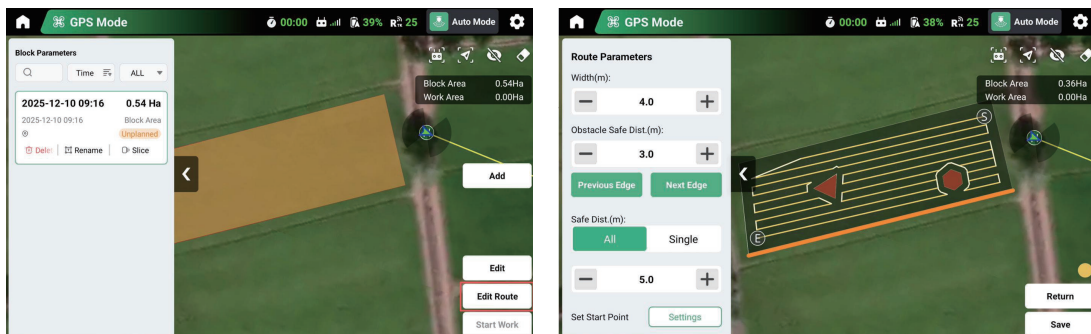 GPS Mode
00:00
39%
25
Auto Mode
Block Parameters
Time
ALL
2025-12-10 09:16 0.54 Ha
2025-12-10 09:16 Block Area
Unplanned
Delet Rename Slice
Block Area 0.54Ha
Work Area 0.00Ha
Add
Edit
Edit Route
Start Work
GPS Mode
00:00
38%
25
Auto Mode
Route Parameters
Width(m):
4.0
Obstacle Safe Dist.(m):
3.0
Previous Edge Next Edge
Safe Dist.(m):
All Single
5.0
Set Start Point Settings
Block Area 0.36Ha
Work Area 0.00Ha
S
E
Return
Save